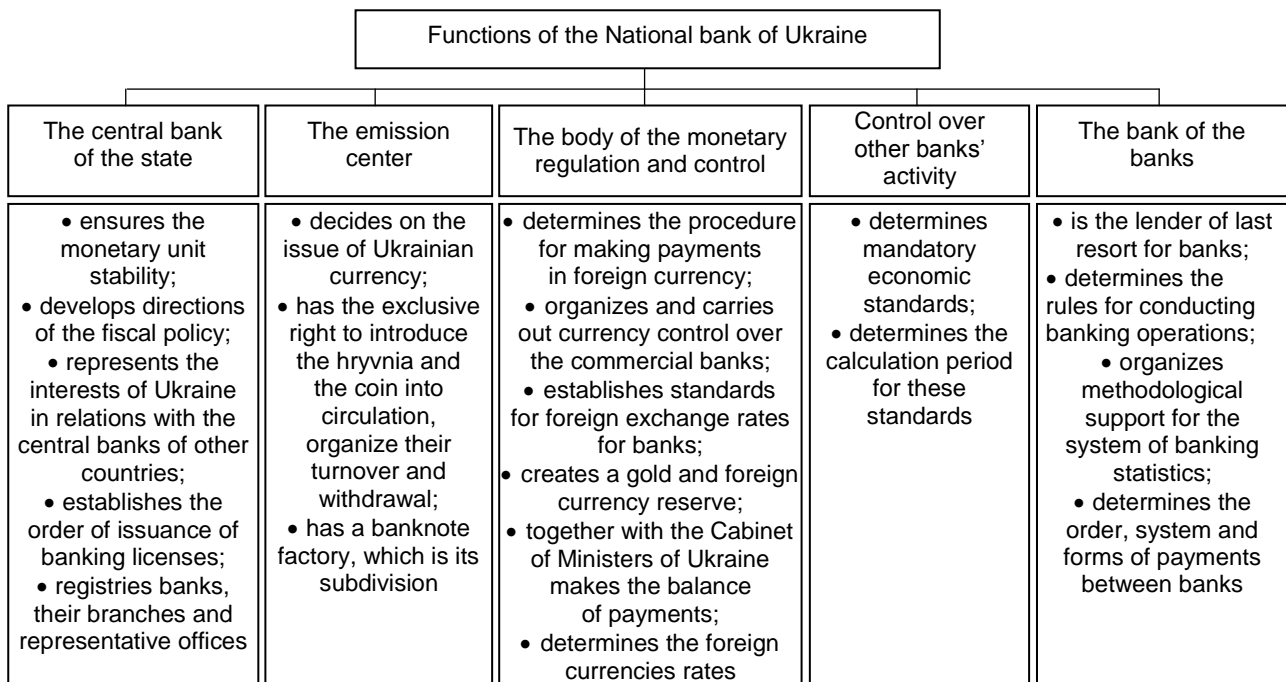 Functions of the National bank of Ukraine
The central bank
of the state
The emission
center
The body of the monetary
regulation and control
Control over
other banks’
activity
The bank of the
banks
• ensures the
monetary unit
stability;
• develops directions
of the fiscal policy;
• represents the
interests of Ukraine
in relations with the
central banks of other
countries;
• establishes the
order of issuance of
banking licenses;
• registries banks,
their branches and
representative offices
• decides on the
issue of Ukrainian
currency;
• has the exclusive
right to introduce
the hryvnia and
the coin into
circulation,
organize their
turnover and
withdrawal;
• has a banknote
factory, which is its
subdivision
• determines the procedure
for making payments
in foreign currency;
• organizes and carries
out currency control over
the commercial banks;
• establishes standards
for foreign exchange rates
for banks;
• creates a gold and foreign
currency reserve;
• together with the Cabinet
of Ministers of Ukraine
makes the balance
of payments;
• determines the foreign
currencies rates
• determines
mandatory
economic
standards;
• determines the
calculation period
for these
standards
• is the lender of last
resort for banks;
• determines the
rules for conducting
banking operations;
• organizes
methodological
support for the
system of banking
statistics;
• determines the
order, system and
forms of payments
between banks